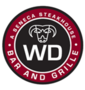 A SENECA STEAKHOUSE
WD
BAR AND GRILLE